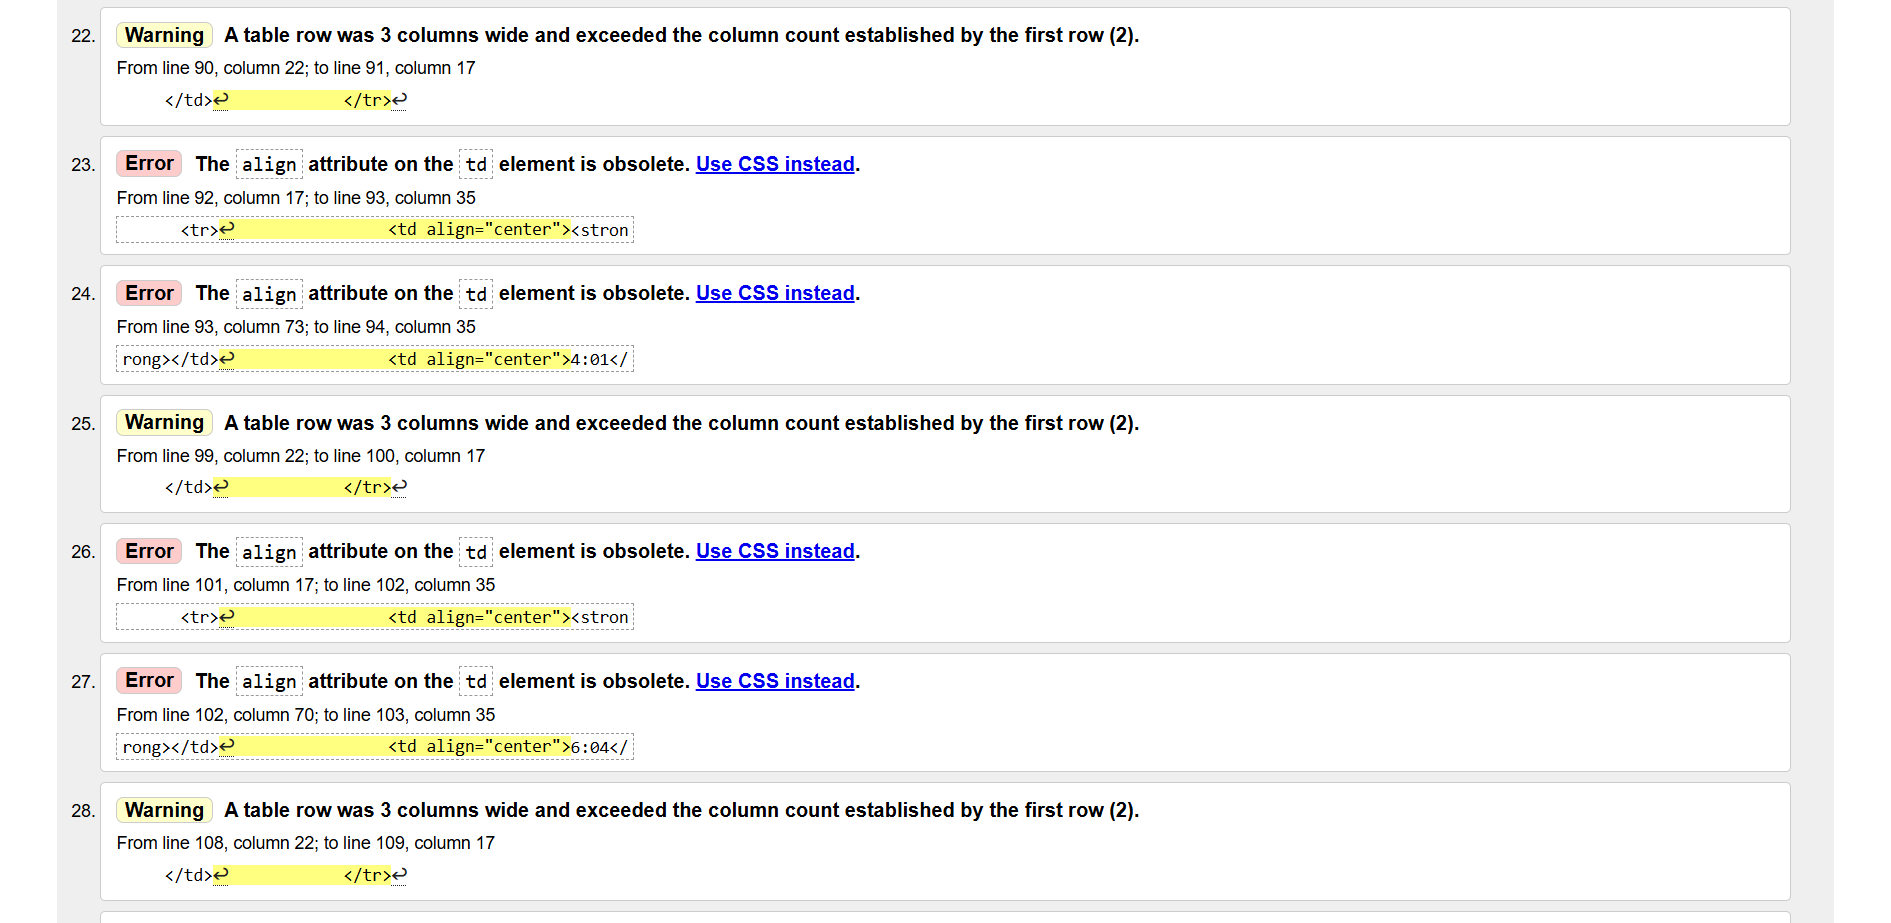 22. Warning A table row was 3 columns wide and exceeded the column count established by the first row (2).
From line 90, column 22; to line 91, column 17
</td>↩ </tr>↩
23. Error The align attribute on the td element is obsolete. Use CSS instead.
From line 92, column 17; to line 93, column 35
<tr>↩ <td align="center"><stron
24. Error The align attribute on the td element is obsolete. Use CSS instead.
From line 93, column 73; to line 94, column 35
rong></td>↩ <td align="center">4:01</
25. Warning A table row was 3 columns wide and exceeded the column count established by the first row (2).
From line 99, column 22; to line 100, column 17
</td>↩ </tr>↩
26. Error The align attribute on the td element is obsolete. Use CSS instead.
From line 101, column 17; to line 102, column 35
<tr>↩ <td align="center"><stron
27. Error The align attribute on the td element is obsolete. Use CSS instead.
From line 102, column 70; to line 103, column 35
rong></td>↩ <td align="center">6:04</
28. Warning A table row was 3 columns wide and exceeded the column count established by the first row (2).
From line 108, column 22; to line 109, column 17
</td>↩ </tr>↩